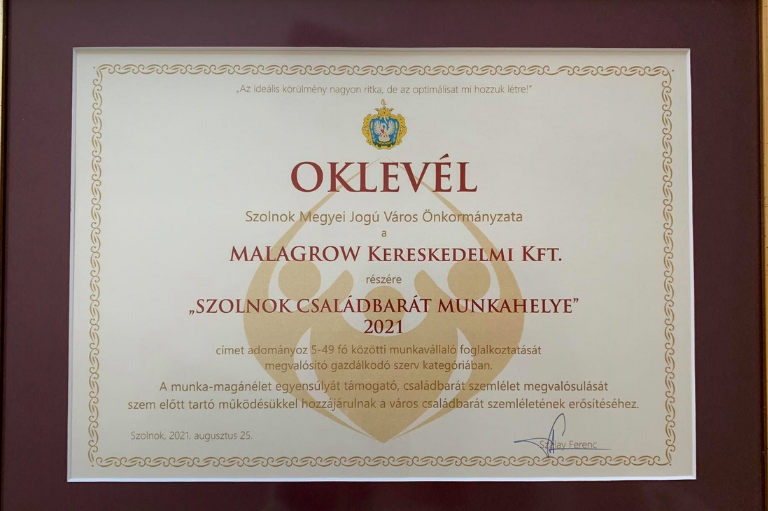 „Az ideális körülmény nagyon ritka, de az optimálisat mi hozzuk létre!"
OKLEVÉL
Szolnok Megyei Jogú Város Önkormányzata
a
MALAGROW Kereskedelmi Kft.
részére
„SZOLNOK CSALÁDBARÁT MUNKAHELYE”
2021
címet adományoz 5-49 fő közötti munkavállaló foglalkoztatását
megvalósító gazdálkodó szerv kategóriában.
A munka-magánélet egyensúlyát támogató, családbarát szemlélet megvalósulását
szem előtt tartó működésükkel hozzájárulnak a város családbarát szemléletének erősítéséhez.
Szolnok, 2021. augusztus 25.
Szalay Ferenc